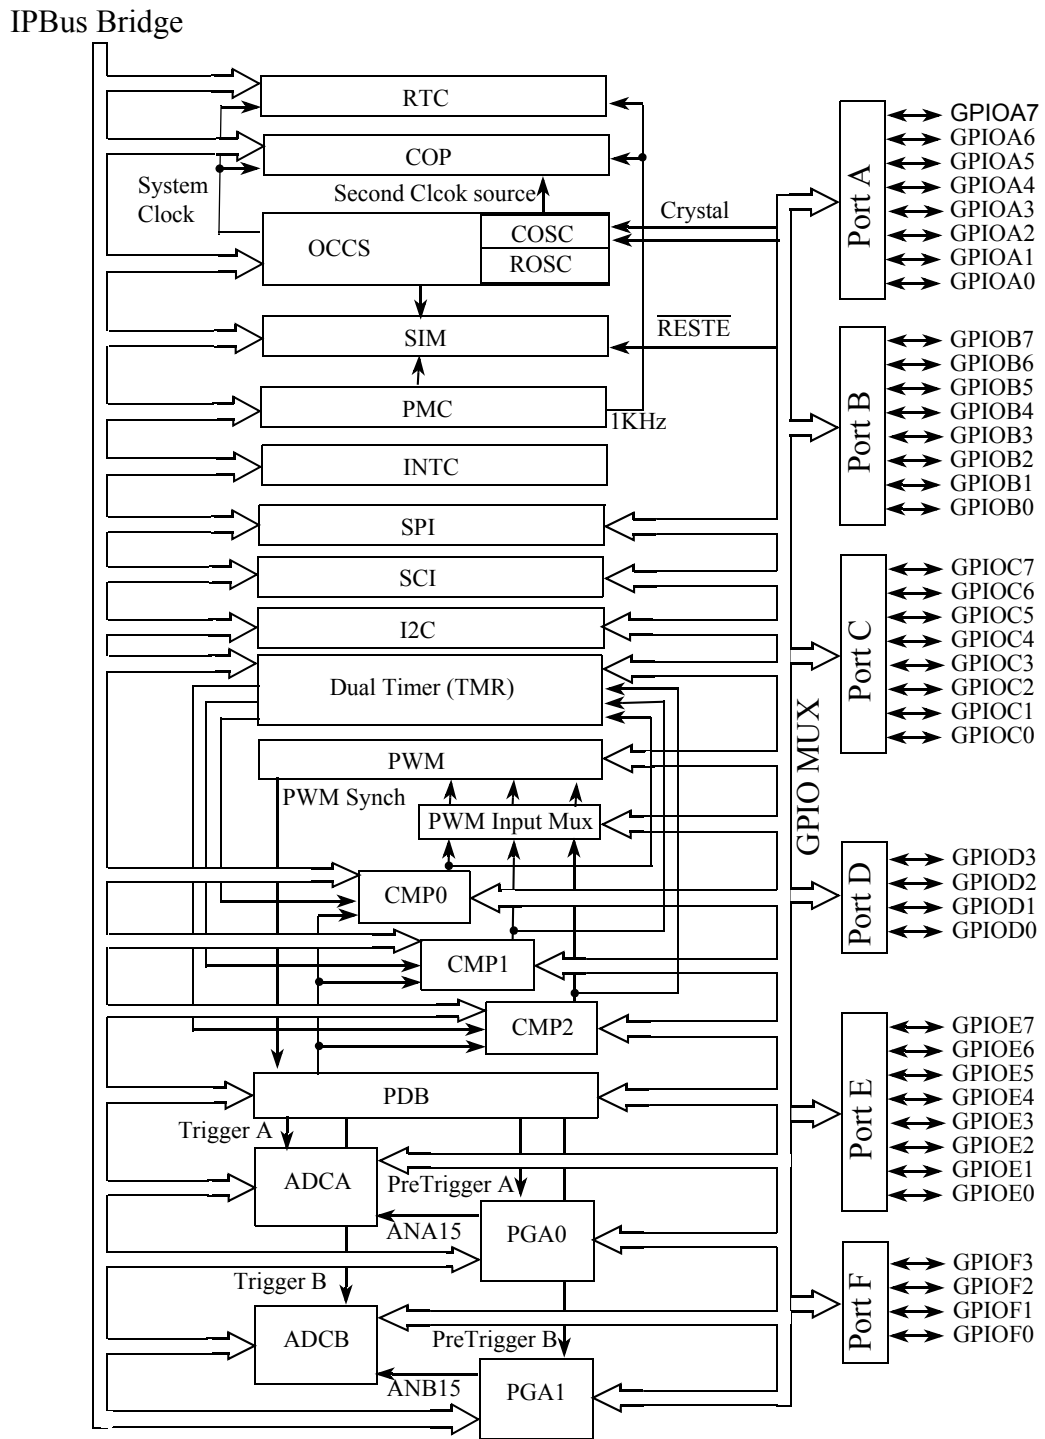 IPBus Bridge
RTC
COP
System
Clock
Second Clcok source
OCCS
COSC
ROSC
Crystal
SIM
RESTE
PMC
1KHz
INTC
SPI
SCI
I2C
Dual Timer (TMR)
PWM
PWM Synch
PWM Input Mux
CMP0
CMP1
CMP2
PDB
Trigger A
ADCA
PreTrigger A
ANA15
PGA0
Trigger B
ADCB
PreTrigger B
ANB15
PGA1
GPIO MUX
Port A
GPIOA7
GPIOA6
GPIOA5
GPIOA4
GPIOA3
GPIOA2
GPIOA1
GPIOA0
Port B
GPIOB7
GPIOB6
GPIOB5
GPIOB4
GPIOB3
GPIOB2
GPIOB1
GPIOB0
Port C
GPIOC7
GPIOC6
GPIOC5
GPIOC4
GPIOC3
GPIOC2
GPIOC1
GPIOC0
Port D
GPIOD3
GPIOD2
GPIOD1
GPIOD0
Port E
GPIOE7
GPIOE6
GPIOE5
GPIOE4
GPIOE3
GPIOE2
GPIOE1
GPIOE0
Port F
GPIOF3
GPIOF2
GPIOF1
GPIOF0